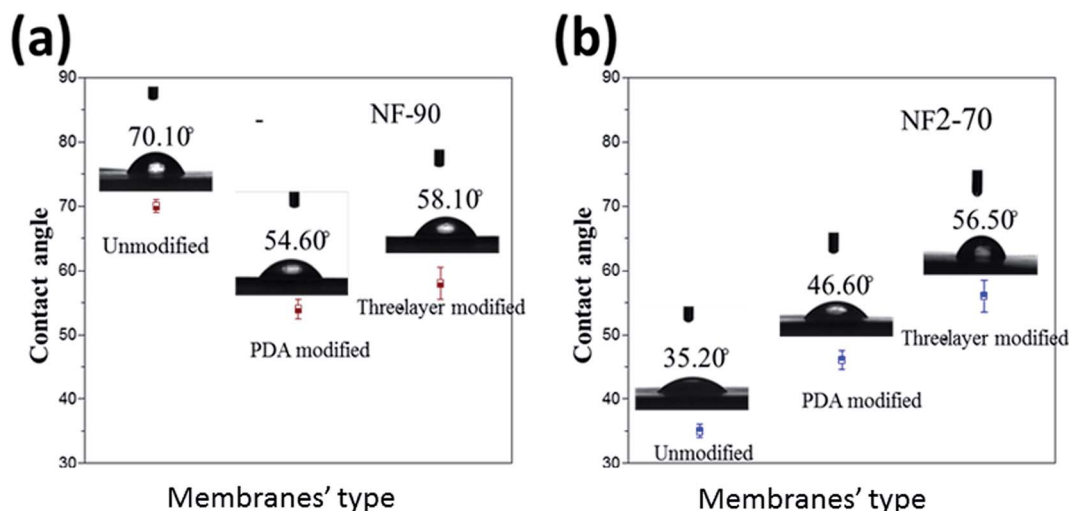 (a)
90
80
70
60
50
40
30
Contact angle
-
NF-90
70.10°
Unmodified
54.60°
PDA modified
58.10°
Threelayer modified
Membranes' type
(b)
90
80
70
60
50
40
30
Contact angle
NF2-70
35.20°
Unmodified
46.60°
PDA modified
56.50°
Threelayer modified
Membranes' type